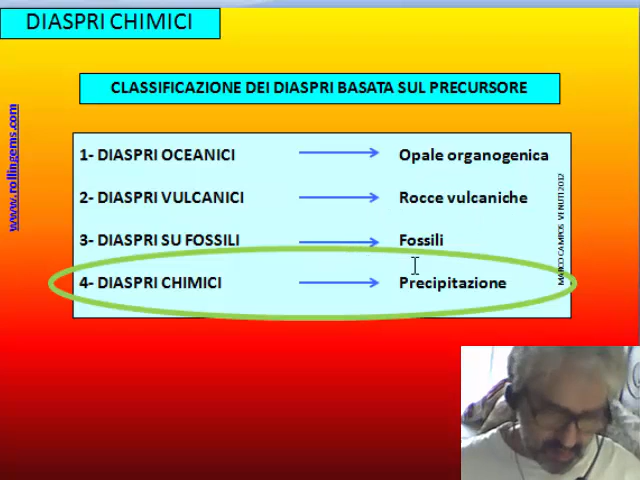 DIASPRI CHIMICI
CLASSIFICAZIONE DEI DIASPRI BASATA SUL PRECURSORE
www.rollingems.com
1- DIASPRI OCEANICI Opale organogenica
2- DIASPRI VULCANICI Rocce vulcaniche
3- DIASPRI SU FOSSILI Fossili
4- DIASPRI CHIMICI Precipitazione
MARCO CAMPOS VENUTI 2012